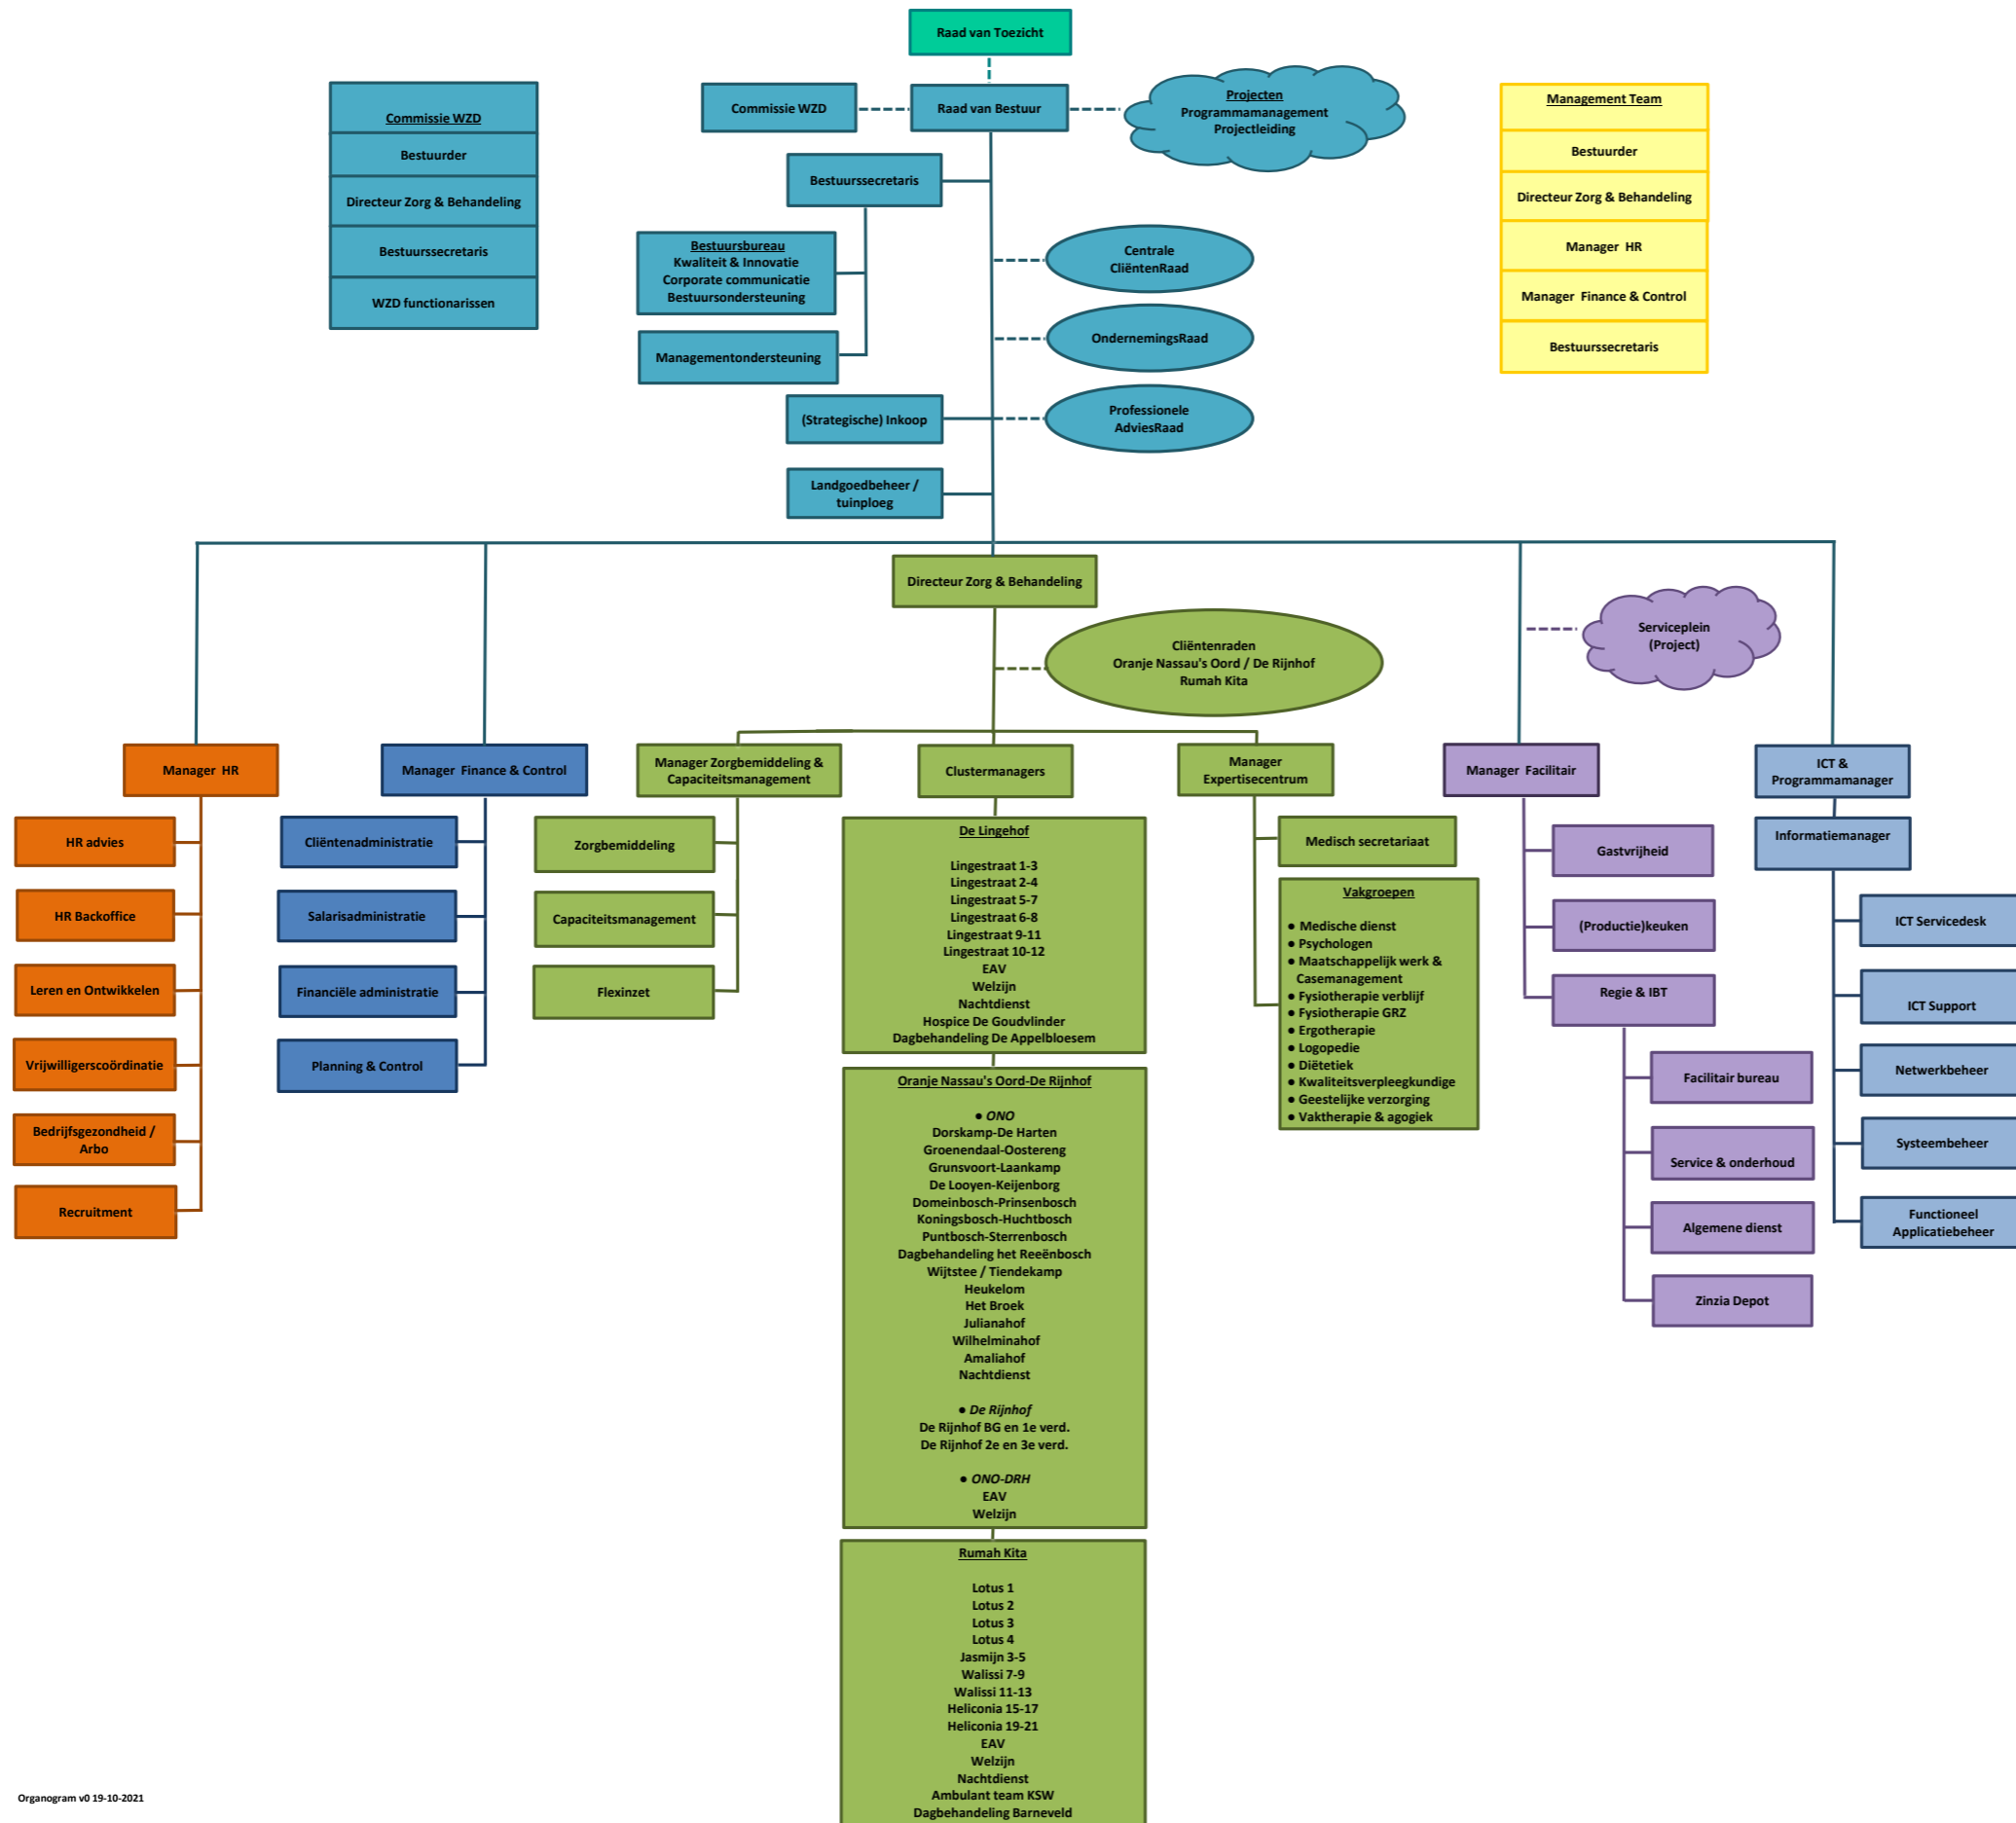 Raad van Toezicht
Commissie WZD
Raad van Bestuur
Projecten
Programmamanagement
Projectleiding
Commissie WZD
Bestuurder
Directeur Zorg & Behandeling
Bestuurssecretaris
WZD functionarissen
Management Team
Bestuurder
Directeur Zorg & Behandeling
Manager HR
Manager Finance & Control
Bestuurssecretaris
Bestuurssecretaris
Bestuursbureau
Kwaliteit & Innovatie
Corporate communicatie
Bestuursondersteuning
Managementondersteuning
Centrale
CliëntenRaad
OndernemingsRaad
(Strategische) Inkoop
Professionele
AdviesRaad
Landgoedbeheer /
tuinploeg
Directeur Zorg & Behandeling
Cliëntenraden
Oranje Nassau's Oord / De Rijnhof
Rumah Kita
Serviceplein
(Project)
Manager HR
HR advies
HR Backoffice
Leren en Ontwikkelen
Vrijwilligerscoördinatie
Bedrijfsgezondheid /
Arbo
Recruitment
Manager Finance & Control
Cliëntenadministratie
Salarisadministratie
Financiële administratie
Planning & Control
Manager Zorgbemiddeling &
Capaciteitsmanagement
Zorgbemiddeling
Capaciteitsmanagement
Flexinzet
Clustermanagers
De Lingehof
Lingestraat 1-3
Lingestraat 2-4
Lingestraat 5-7
Lingestraat 6-8
Lingestraat 9-11
Lingestraat 10-12
EAV
Welzijn
Nachtdienst
Hospice De Goudvlinder
Dagbehandeling De Appelbloesem
Oranje Nassau's Oord-De Rijnhof
● ONO
Dorskamp-De Harten
Groenendaal-Oostereng
Grunsvoort-Laankamp
De Looyen-Keijenborg
Domeinbosch-Prinsenbosch
Koningsbosch-Huchtbosch
Puntbosch-Sterrenbosch
Dagbehandeling het Reeënbosch
Wijtstee / Tiendekamp
Heukelom
Het Broek
Julianahof
Wilhelminahof
Amaliahof
Nachtdienst
● De Rijnhof
De Rijnhof BG en 1e verd.
De Rijnhof 2e en 3e verd.
● ONO-DRH
EAV
Welzijn
Rumah Kita
Lotus 1
Lotus 2
Lotus 3
Lotus 4
Jasmijn 3-5
Walissi 7-9
Walissi 11-13
Heliconia 15-17
Heliconia 19-21
EAV
Welzijn
Nachtdienst
Ambulant team KSW
Dagbehandeling Barneveld
Manager
Expertisecentrum
Medisch secretariaat
Vakgroepen
● Medische dienst
● Psychologen
● Maatschappelijk werk &
Casemanagement
● Fysiotherapie verblijf
● Fysiotherapie GRZ
● Ergotherapie
● Logopedie
● Diëtetiek
● Kwaliteitsverpleegkundige
● Geestelijke verzorging
● Vaktherapie & agogiek
Manager Facilitair
Gastvrijheid
(Productie)keuken
Regie & IBT
Facilitair bureau
Service & onderhoud
Algemene dienst
Zinzia Depot
ICT &
Programmamanager
Informatiemanager
ICT Servicedesk
ICT Support
Netwerkbeheer
Systeembeheer
Functioneel
Applicatiebeheer
Organogram v0 19-10-2021